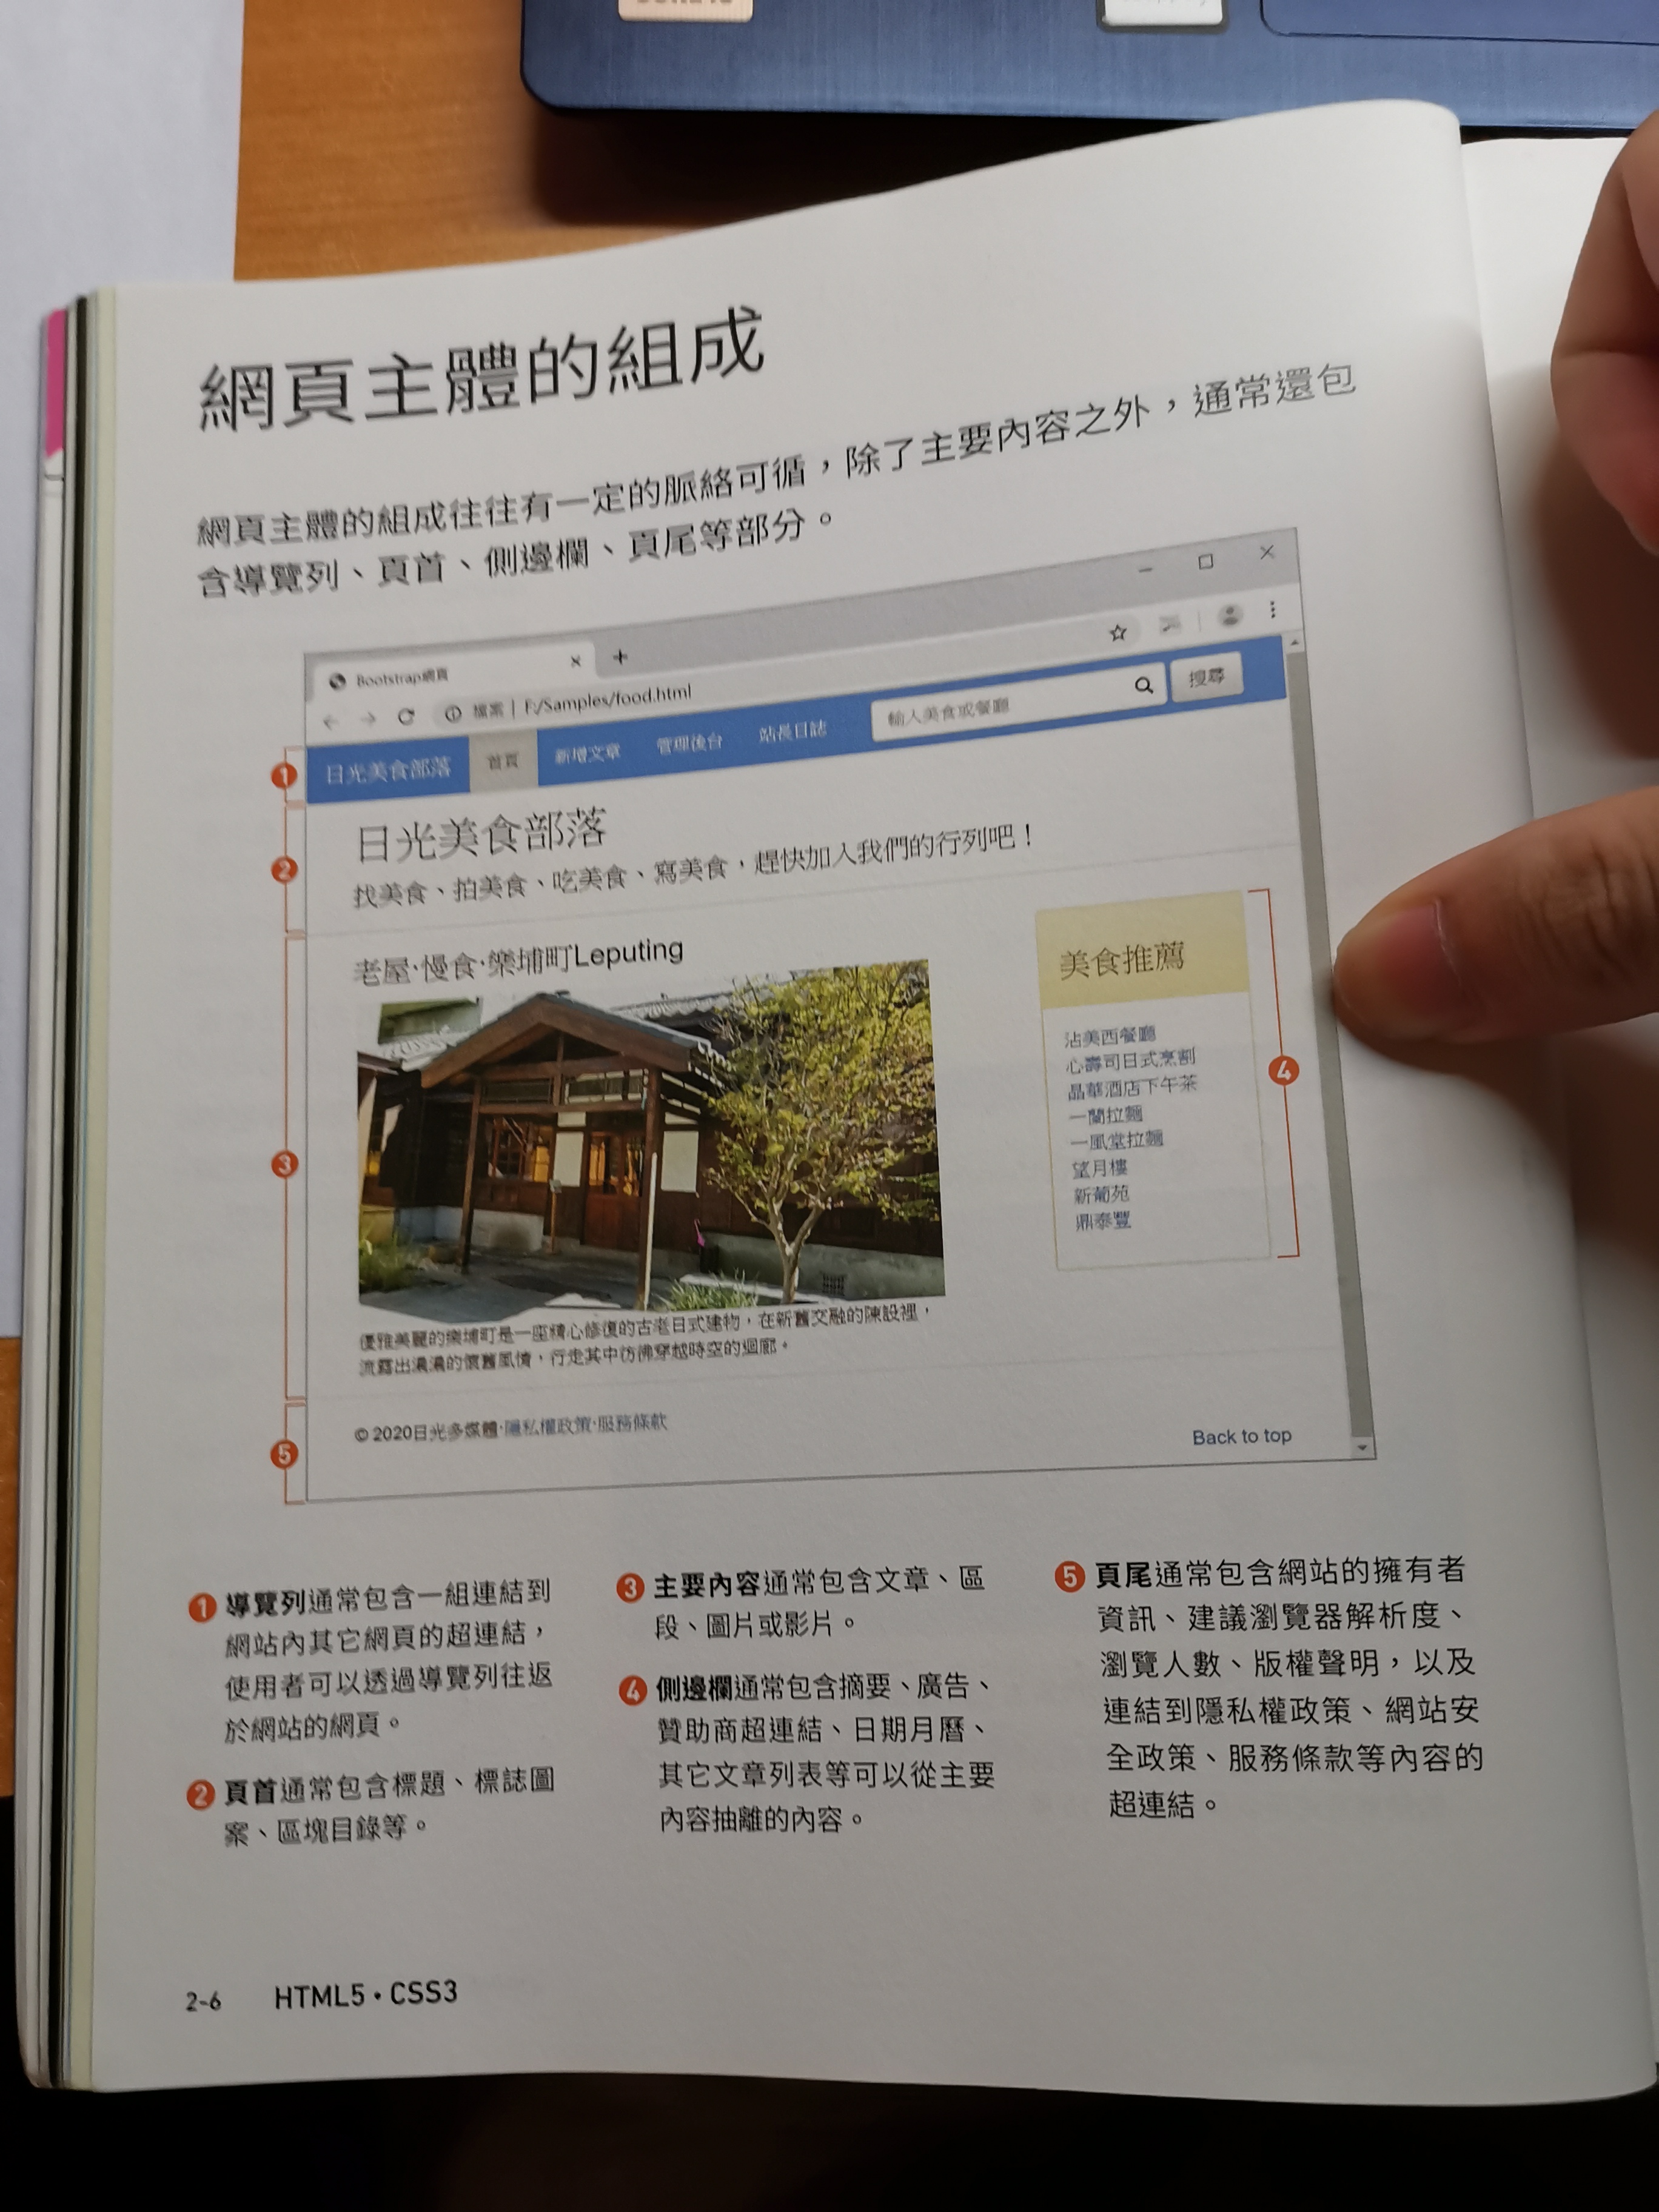 網頁主體的組成
網頁主體的組成往往有一定的脈絡可循，除了主要內容之外，通常還包
含導覽列、頁首、側邊欄、頁尾等部分。
Bootstrap網頁
檔案 | F:/Samples/food.html
日光美食部落 首頁 新增文章 管理後台 站長日誌 輸入美食或餐廳 搜尋
1
日光美食部落
找美食、拍美食、吃美食、寫美食，趕快加入我們的行列吧！
2
老屋·慢食·樂埔町Leputing
3
優雅美麗的樂埔町是一座精心修復的古老日式建物，在新舊交融的陳設裡，
流露出濃濃的懷舊風情，行走其中彷彿穿越時空的迴廊。
美食推薦
沾美西餐廳
心壽司日式烹割
晶華酒店下午茶
一蘭拉麵
一風堂拉麵
望月樓
新葡苑
鼎泰豐
4
© 2020日光多媒體·隱私權政策·服務條款
Back to top
5
1 導覽列通常包含一組連結到
網站內其它網頁的超連結，
使用者可以透過導覽列往返
於網站的網頁。
2 頁首通常包含標題、標誌圖
案、區塊目錄等。
3 主要內容通常包含文章、區
段、圖片或影片。
4 側邊欄通常包含摘要、廣告、
贊助商超連結、日期月曆、
其它文章列表等可以從主要
內容抽離的內容。
5 頁尾通常包含網站的擁有者
資訊、建議瀏覽器解析度、
瀏覽人數、版權聲明，以及
連結到隱私權政策、網站安
全政策、服務條款等內容的
超連結。
2-6 HTML5·CSS3